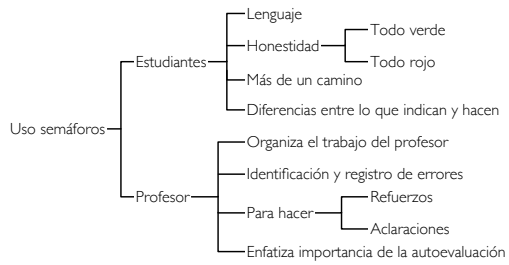 Uso semáforos
Estudiantes
Lenguaje
Honestidad
Todo verde
Todo rojo
Más de un camino
Diferencias entre lo que indican y hacen
Profesor
Organiza el trabajo del profesor
Identificación y registro de errores
Para hacer
Refuerzos
Aclaraciones
Enfatiza importancia de la autoevaluación